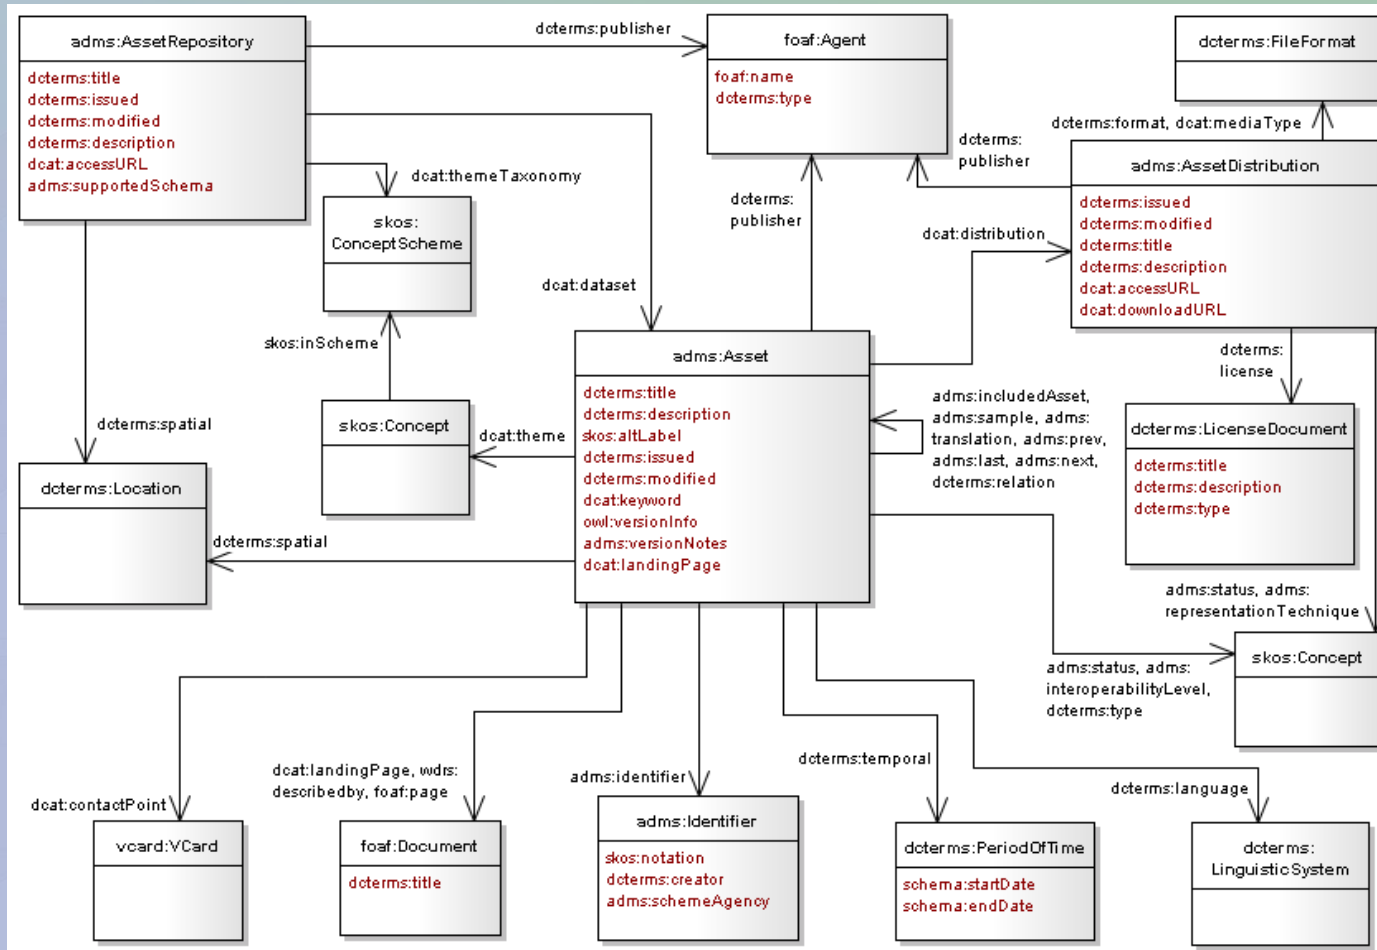 adms:AssetRepository
dcterms:title
dcterms:issued
dcterms:modified
dcterms:description
dcat:accessURL
adms:supportedSchema
dcterms:publisher
foaf:Agent
foaf:name
dcterms:type
dcterms:FileFormat
dcterms:format, dcat:mediaType
dcterms:
publisher
adms:AssetDistribution
dcterms:issued
dcterms:modified
dcterms:title
dcterms:description
dcat:accessURL
dcat:downloadURL
dcat:themeTaxonomy
skos:
ConceptScheme
dcterms:
publisher
dcat:distribution
dcat:dataset
skos:inScheme
adms:Asset
dcterms:title
dcterms:description
skos:altLabel
dcterms:issued
dcterms:modified
dcat:keyword
owl:versionInfo
adms:versionNotes
dcat:landingPage
dcterms:
license
adms:includedAsset,
adms:sample, adms:
translation, adms:prev,
adms:last, adms:next,
dcterms:relation
dcterms:LicenseDocument
dcterms:title
dcterms:description
dcterms:type
dcterms:spatial
skos:Concept
dcat:theme
dcterms:Location
dcterms:spatial
adms:status, adms:
representationTechnique
skos:Concept
adms:status, adms:
interoperabilityLevel,
dcterms:type
dcat:contactPoint
dcat:landingPage, wdrs:
describedby, foaf:page
adms:identifier
dcterms:temporal
dcterms:language
vcard:VCard
foaf:Document
dcterms:title
adms:Identifier
skos:notation
dcterms:creator
adms:schemeAgency
dcterms:PeriodOfTime
schema:startDate
schema:endDate
dcterms:
LinguisticSystem